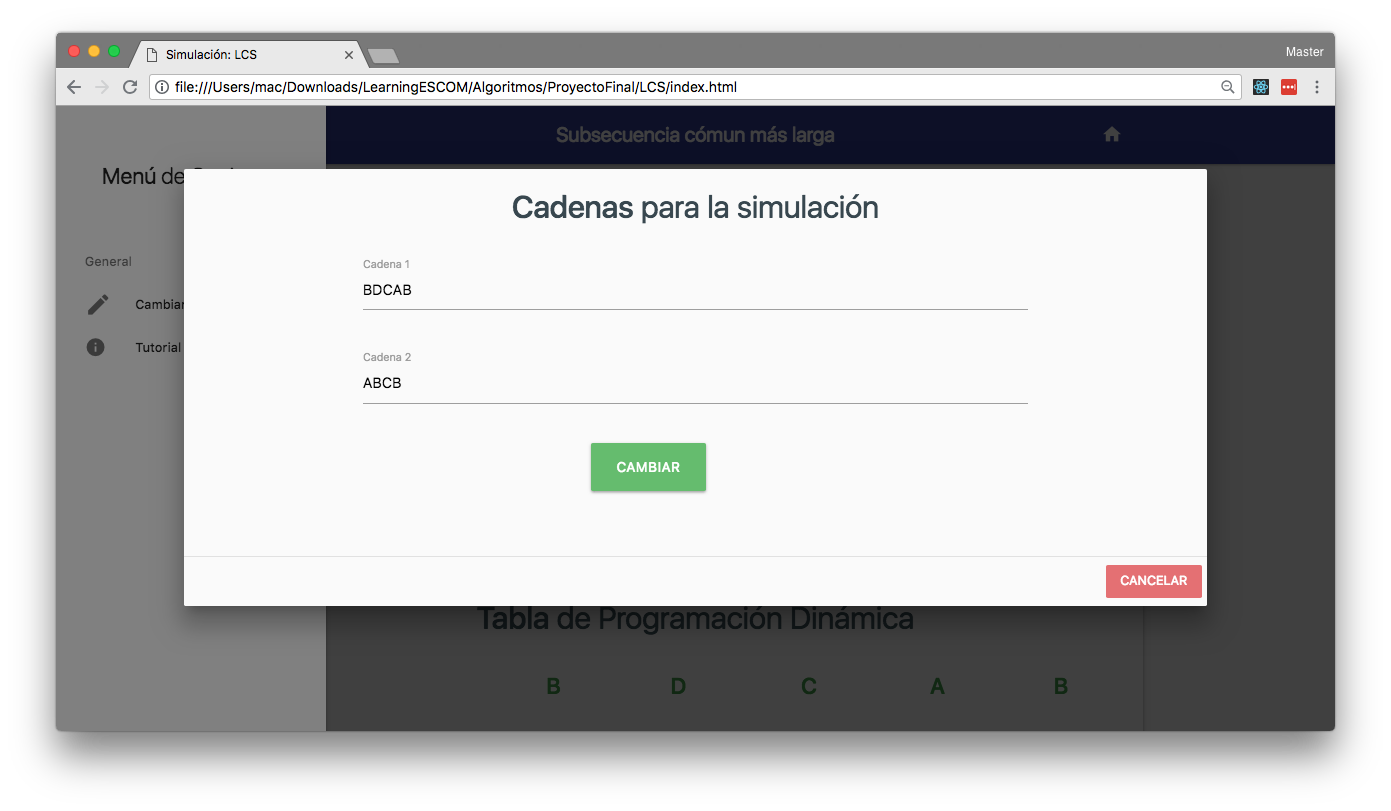 Simulación: LCS
Master
file:///Users/mac/Downloads/LearningESCOM/Algoritmos/ProyectoFinal/LCS/index.html
Subsecuencia cómun más larga
Menú de
General
Cambiar
Tutorial
Cadenas para la simulación
Cadena 1
BDCAB
Cadena 2
ABCB
CAMBIAR
CANCELAR
Tabla de Programación Dinámica
B D C A B